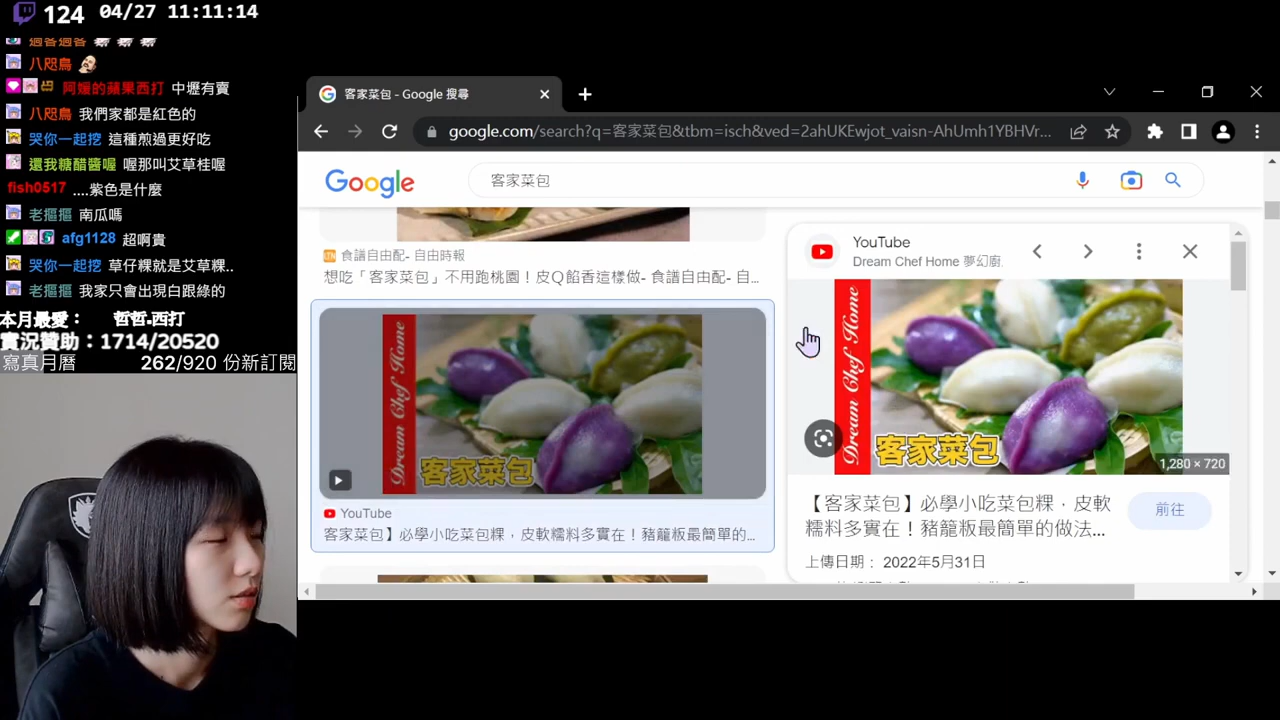 124 04/27 11:11:14
過客過客
八咫鳥
阿嬤的蘋果西打 中壢有賣
八咫鳥 我們家都是紅色的
哭你一起挖 這種煎過更好吃
還我糖醋醬喔 喔那叫艾草桂喔
fish0517 ....紫色是什麼
老摳摳 南瓜嗎
afg1128 超啊貴
哭你一起挖 草仔粿就是艾草粿..
老摳摳 我家只會出現白跟綠的
本月最愛： 哲哲.西打
實況贊助：1714/20520
寫真月曆 262/920 份新訂閱
客家菜包 - Google 搜尋
google.com/search?q=客家菜包&tbm=isch&ved=2ahUKEwjot_vaisn-AhUmh1YBHVr...
Google
客家菜包
食譜自由配- 自由時報
想吃「客家菜包」不用跑桃園！皮Q餡香這樣做- 食譜自由配- 自...
Dream Chef Home
客家菜包
YouTube
客家菜包】必學小吃菜包粿，皮軟糯料多實在！豬籠粄最簡單的...
YouTube
Dream Chef Home 夢幻廚
Dream Chef Home
客家菜包
1,280 × 720
【客家菜包】必學小吃菜包粿，皮軟
糯料多實在！豬籠粄最簡單的做法...
前往
上傳日期： 2022年5月31日